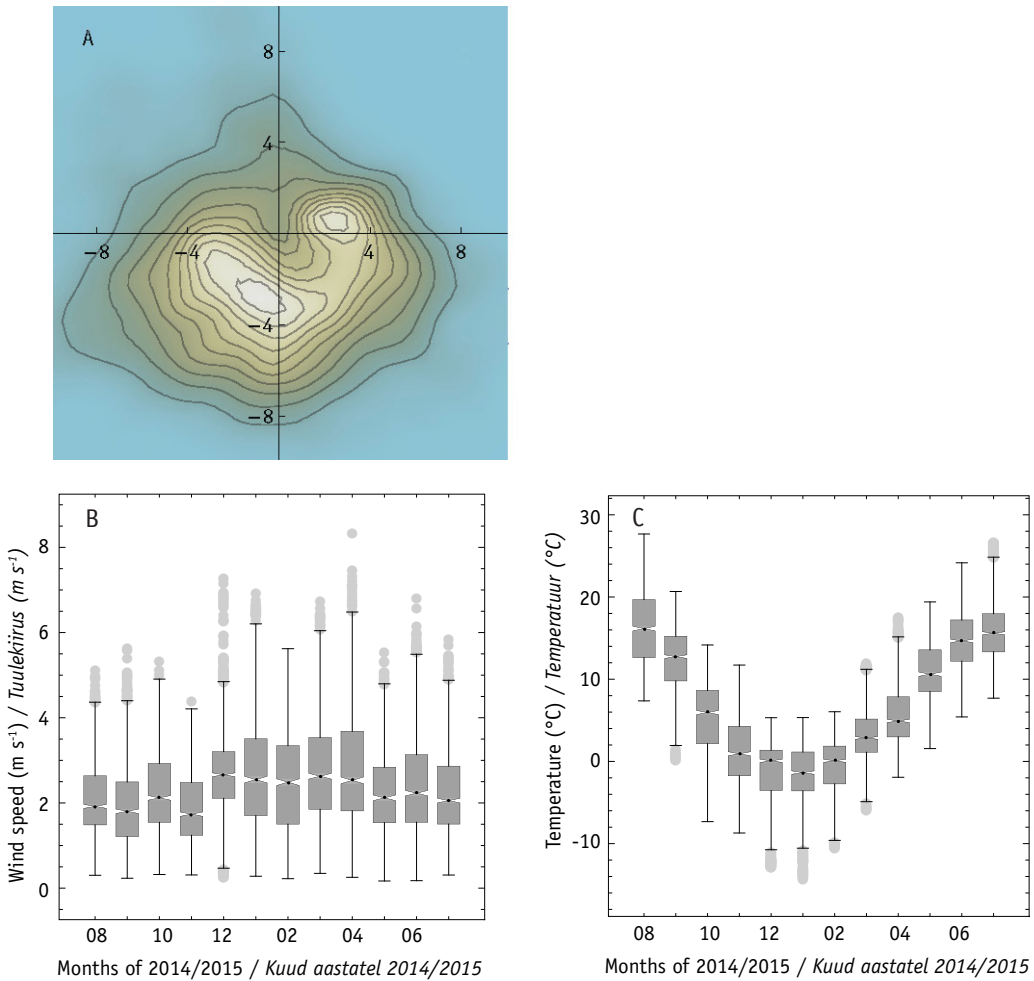 A
8
4
−8
−4
4
8
−4
−8
B
Wind speed (m s⁻¹) / Tuulekiirus (m s⁻¹)
8
6
4
2
0
08 10 12 02 04 06
Months of 2014/2015 / Kuud aastatel 2014/2015
C
Temperature (°C) / Temperatuur (°C)
30
20
10
0
-10
08 10 12 02 04 06
Months of 2014/2015 / Kuud aastatel 2014/2015